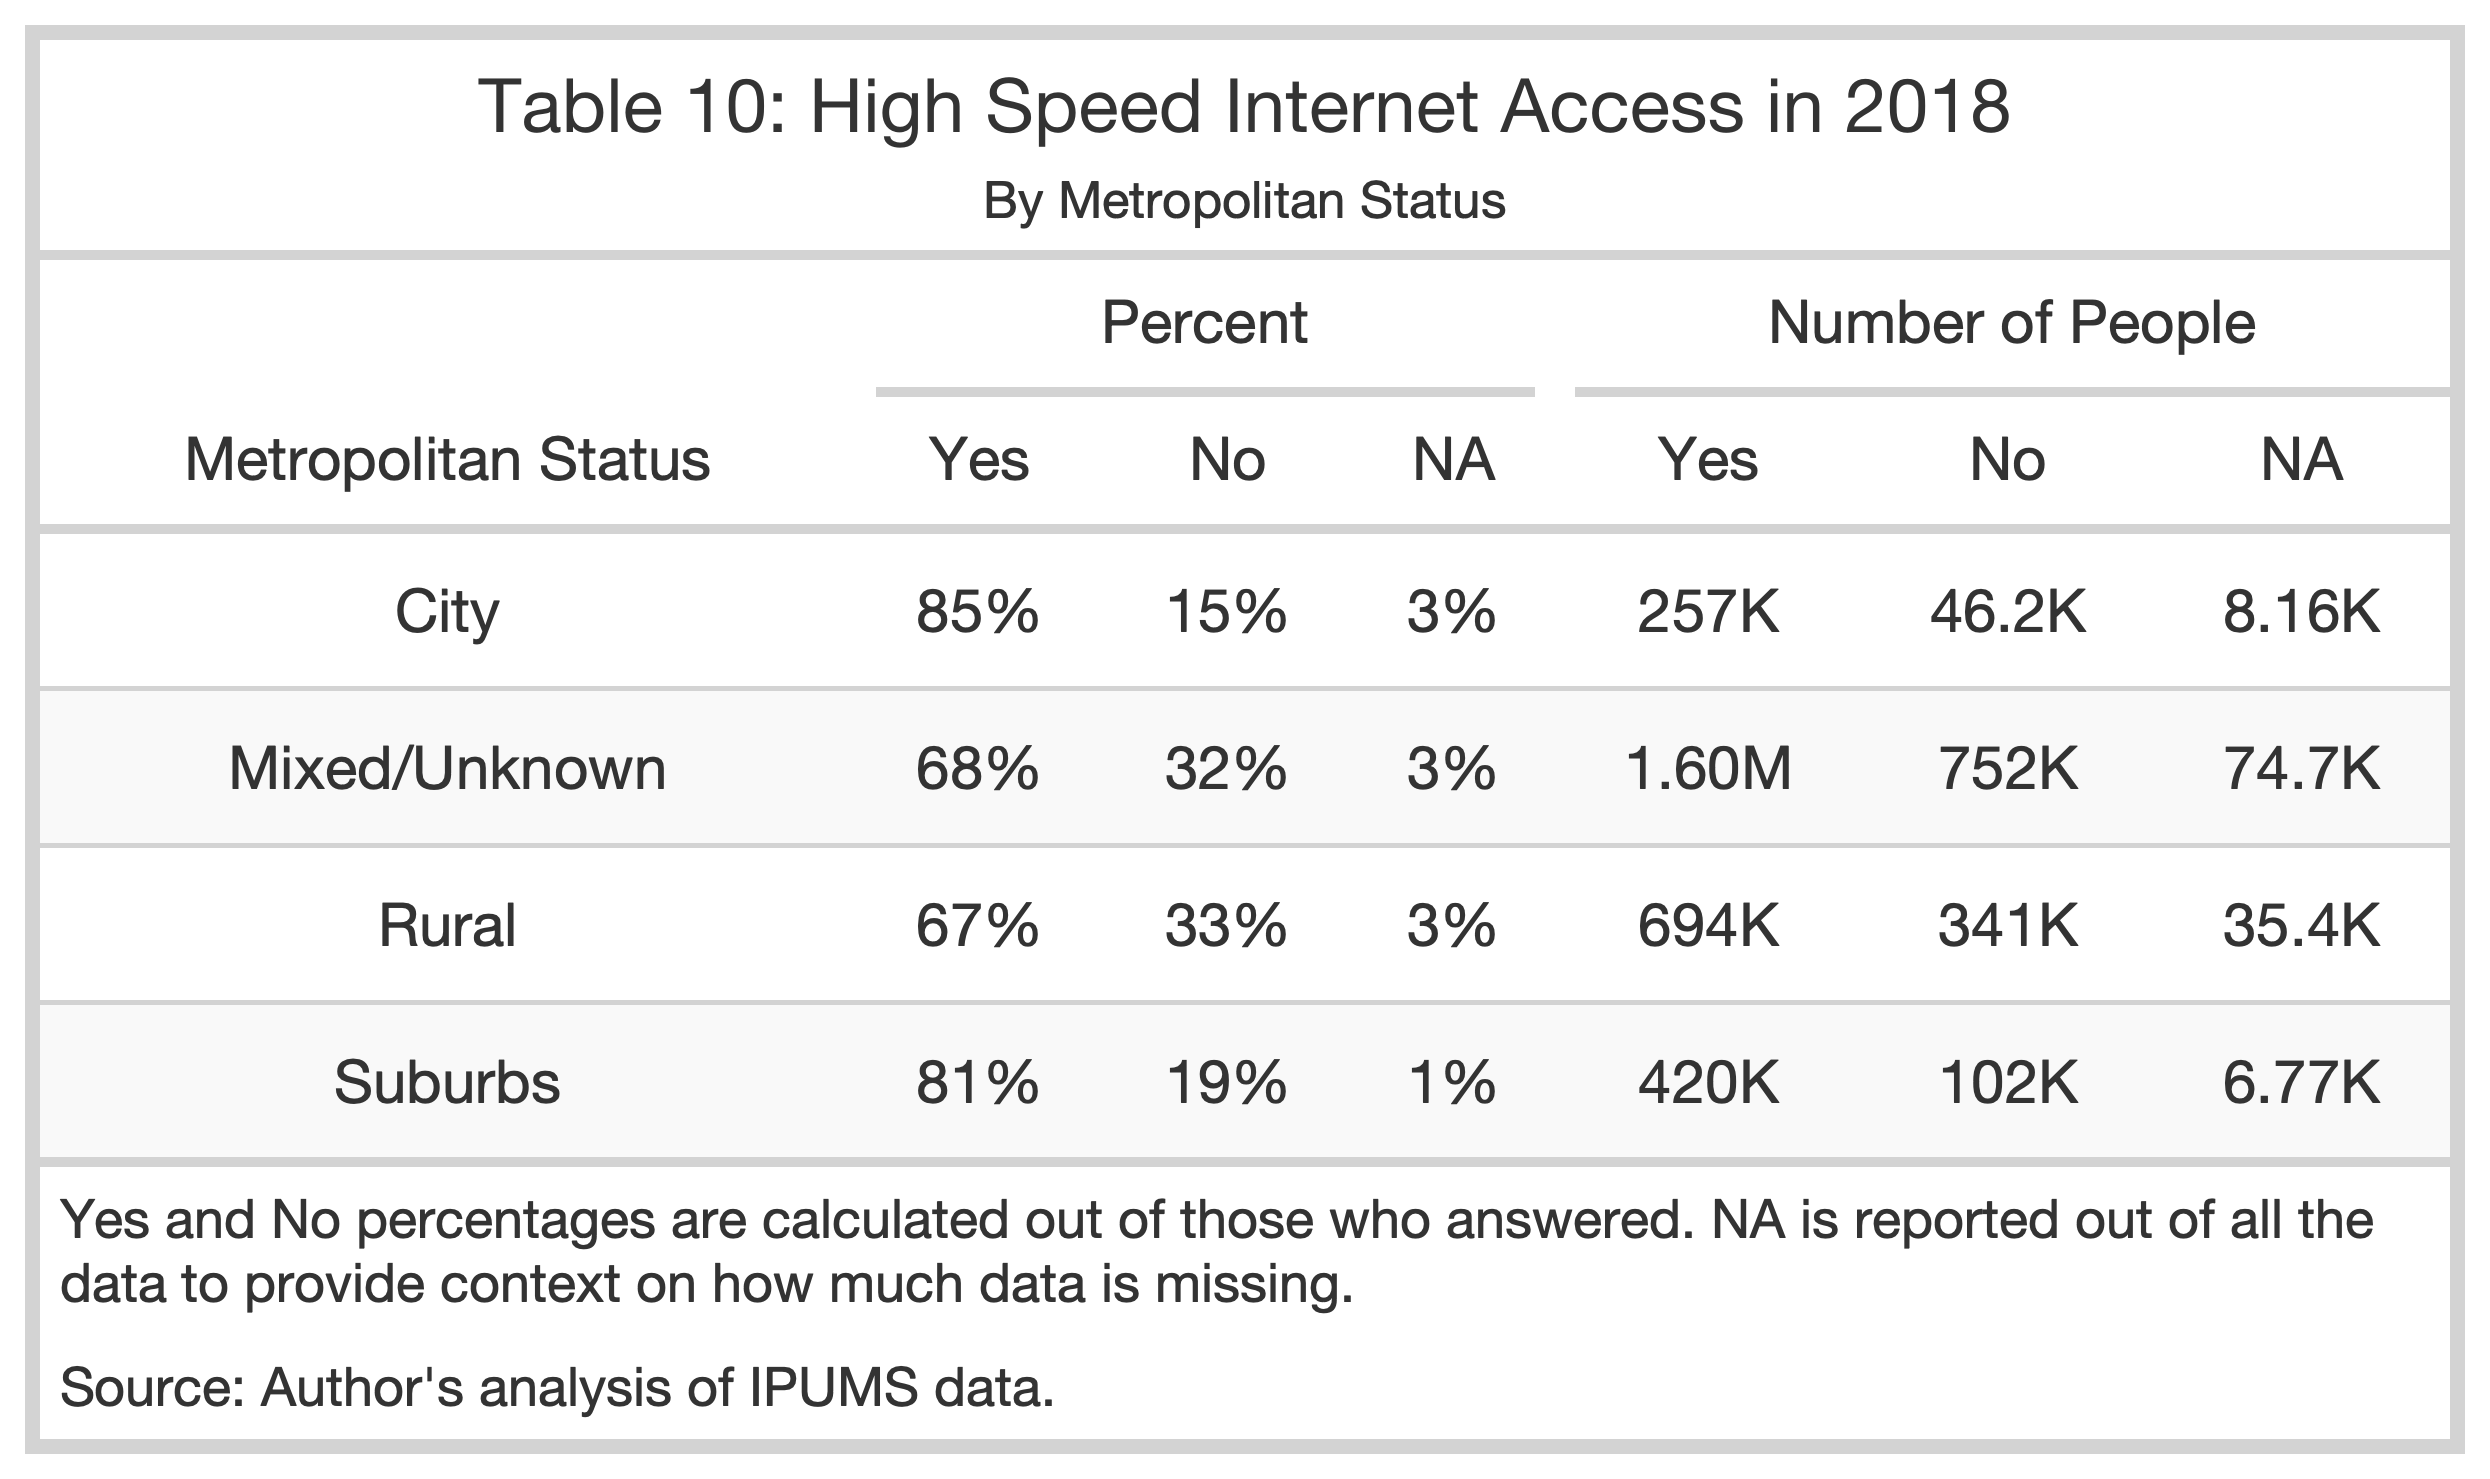 Table 10: High Speed Internet Access in 2018
By Metropolitan Status
Percent Number of People
Metropolitan Status Yes No NA Yes No NA
City 85% 15% 3% 257K 46.2K 8.16K
Mixed/Unknown 68% 32% 3% 1.60M 752K 74.7K
Rural 67% 33% 3% 694K 341K 35.4K
Suburbs 81% 19% 1% 420K 102K 6.77K
Yes and No percentages are calculated out of those who answered. NA is reported out of all the
data to provide context on how much data is missing.
Source: Author's analysis of IPUMS data.